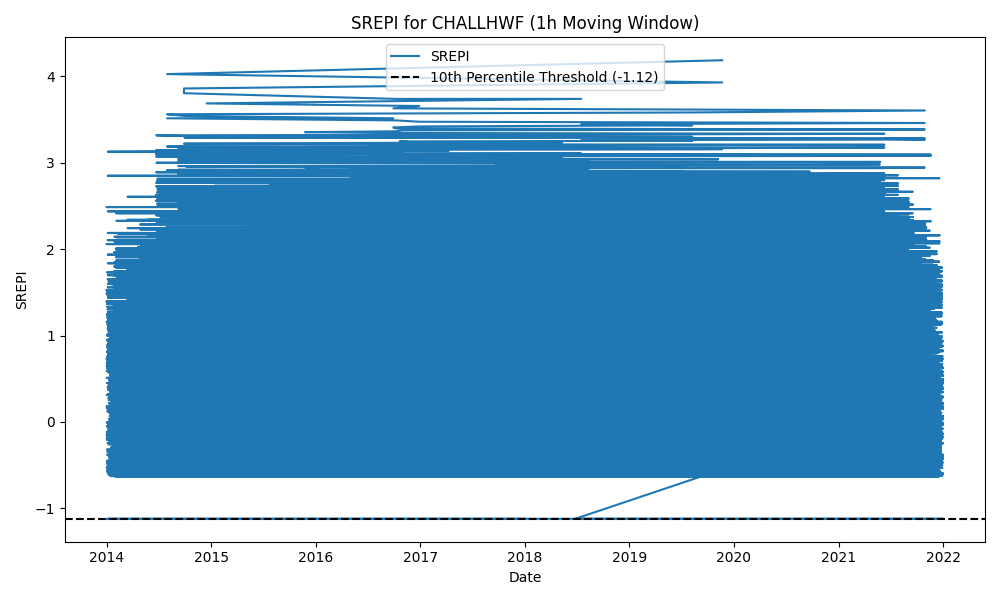 SREPI for CHALLHWF (1h Moving Window)
SREPI
10th Percentile Threshold (-1.12)
4
3
2
1
0
−1
SREPI
2014 2015 2016 2017 2018 2019 2020 2021 2022
Date